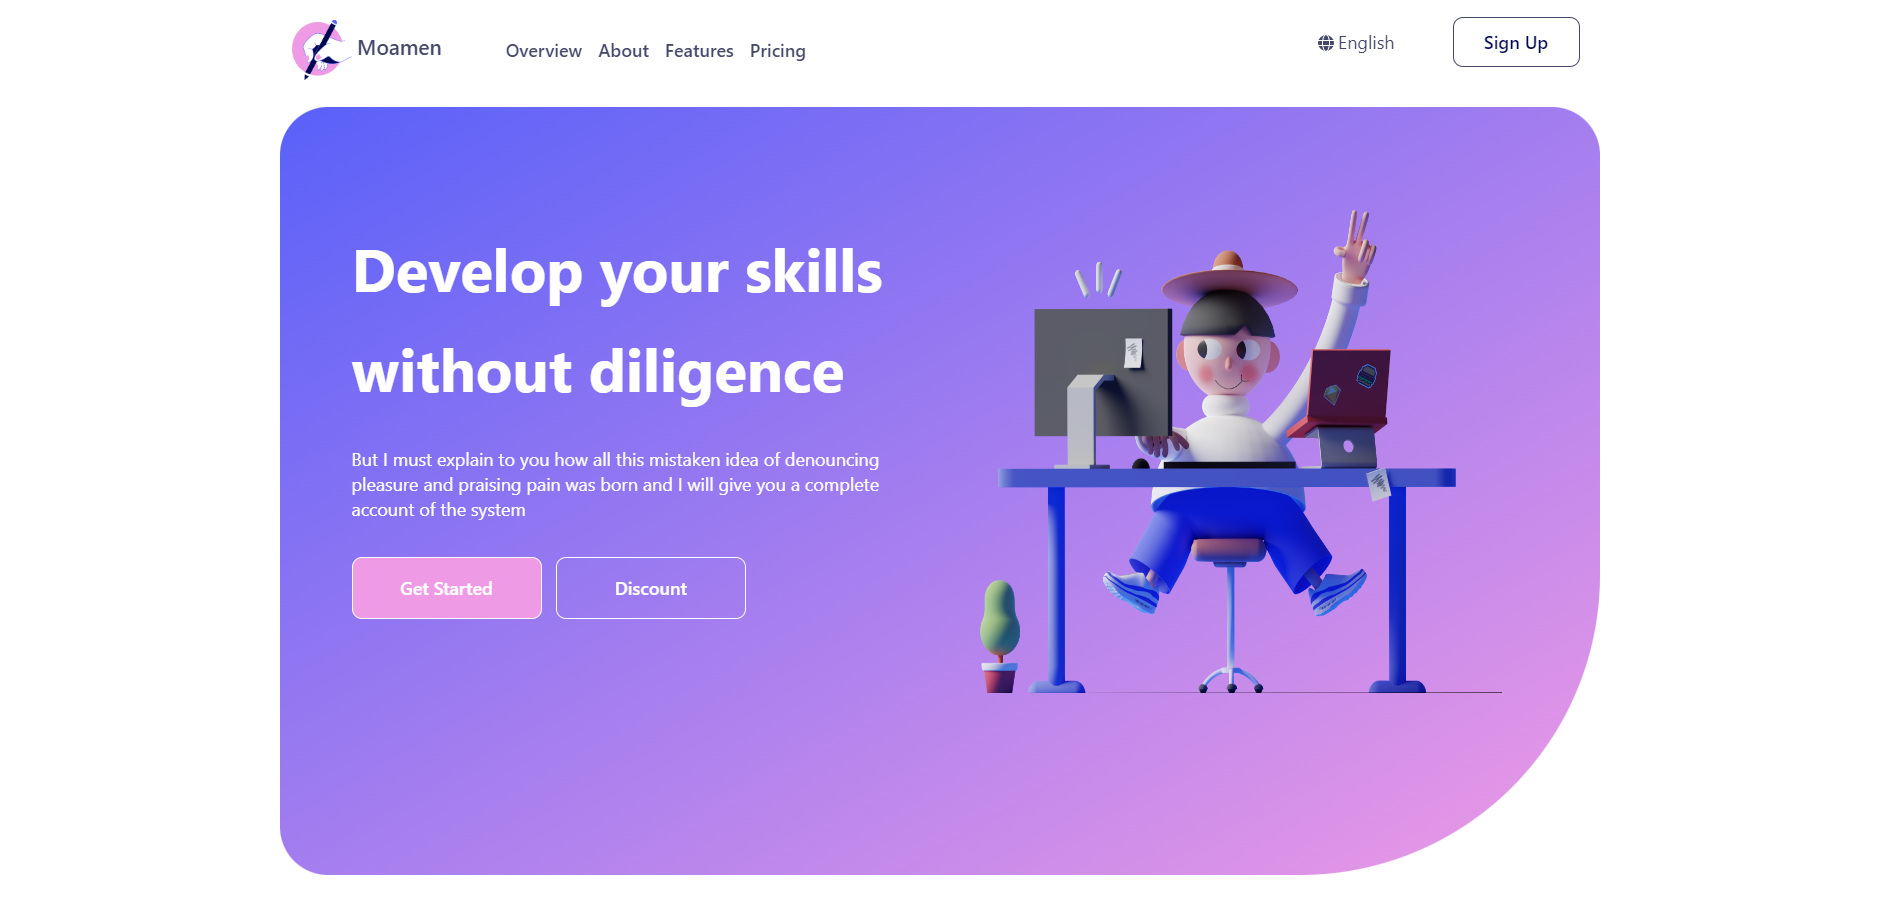 Moamen
Overview About Features Pricing
English
Sign Up
Develop your skills
without diligence
But I must explain to you how all this mistaken idea of denouncing
pleasure and praising pain was born and I will give you a complete
account of the system
Get Started
Discount